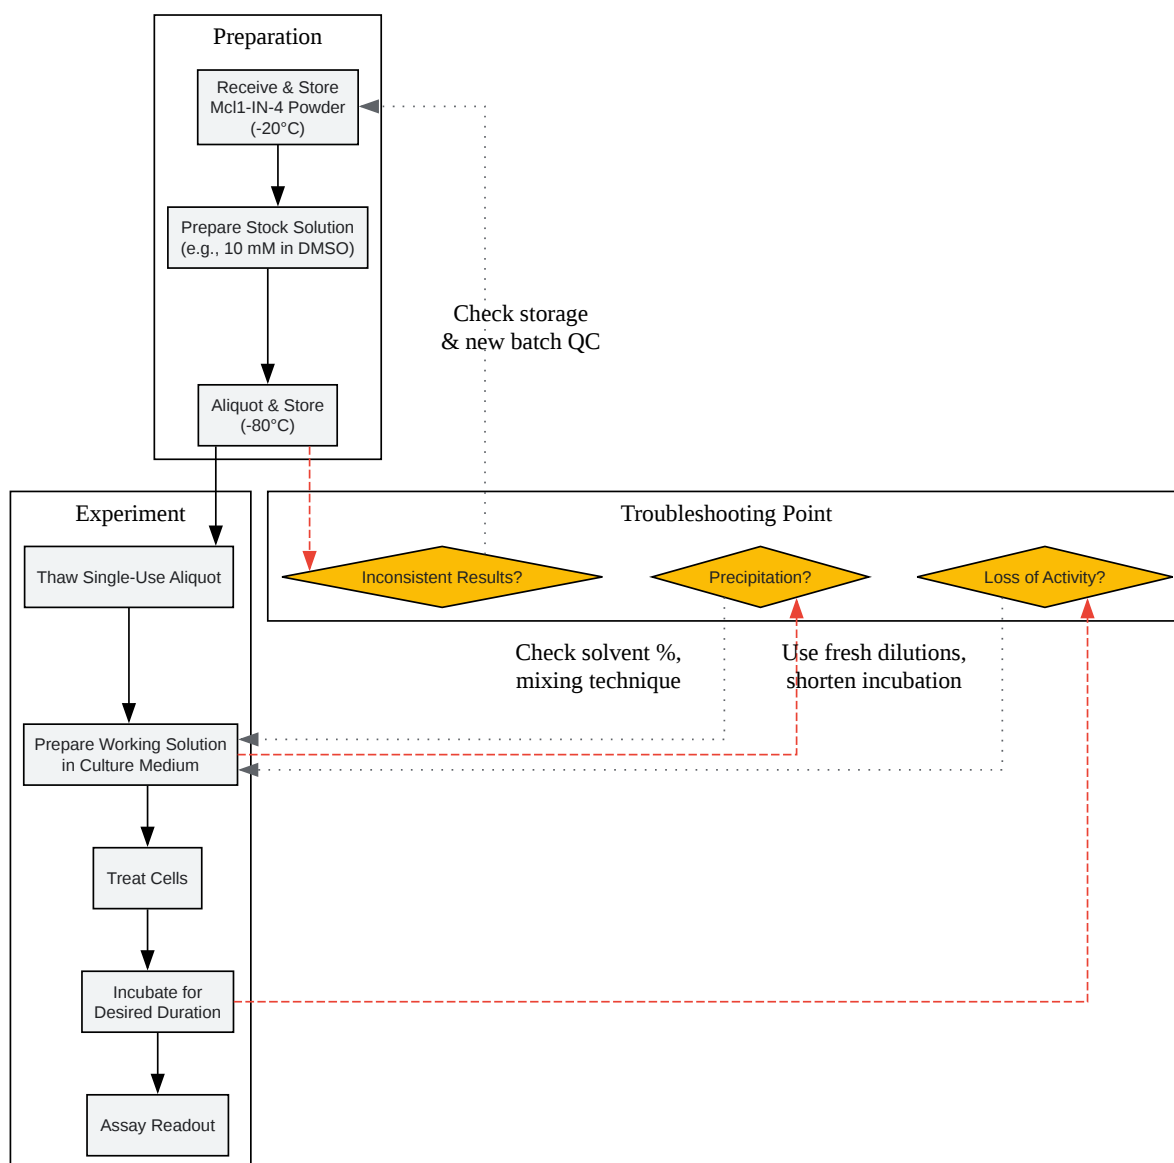 Preparation
Receive & Store
Mcl1-IN-4 Powder
(-20°C)
Prepare Stock Solution
(e.g., 10 mM in DMSO)
Check storage
& new batch QC
Aliquot & Store
(-80°C)
Experiment
Troubleshooting Point
Thaw Single-Use Aliquot
Inconsistent Results?
Precipitation?
Loss of Activity?
Check solvent %,
mixing technique
Use fresh dilutions,
shorten incubation
Prepare Working Solution
in Culture Medium
Treat Cells
Incubate for
Desired Duration
Assay Readout